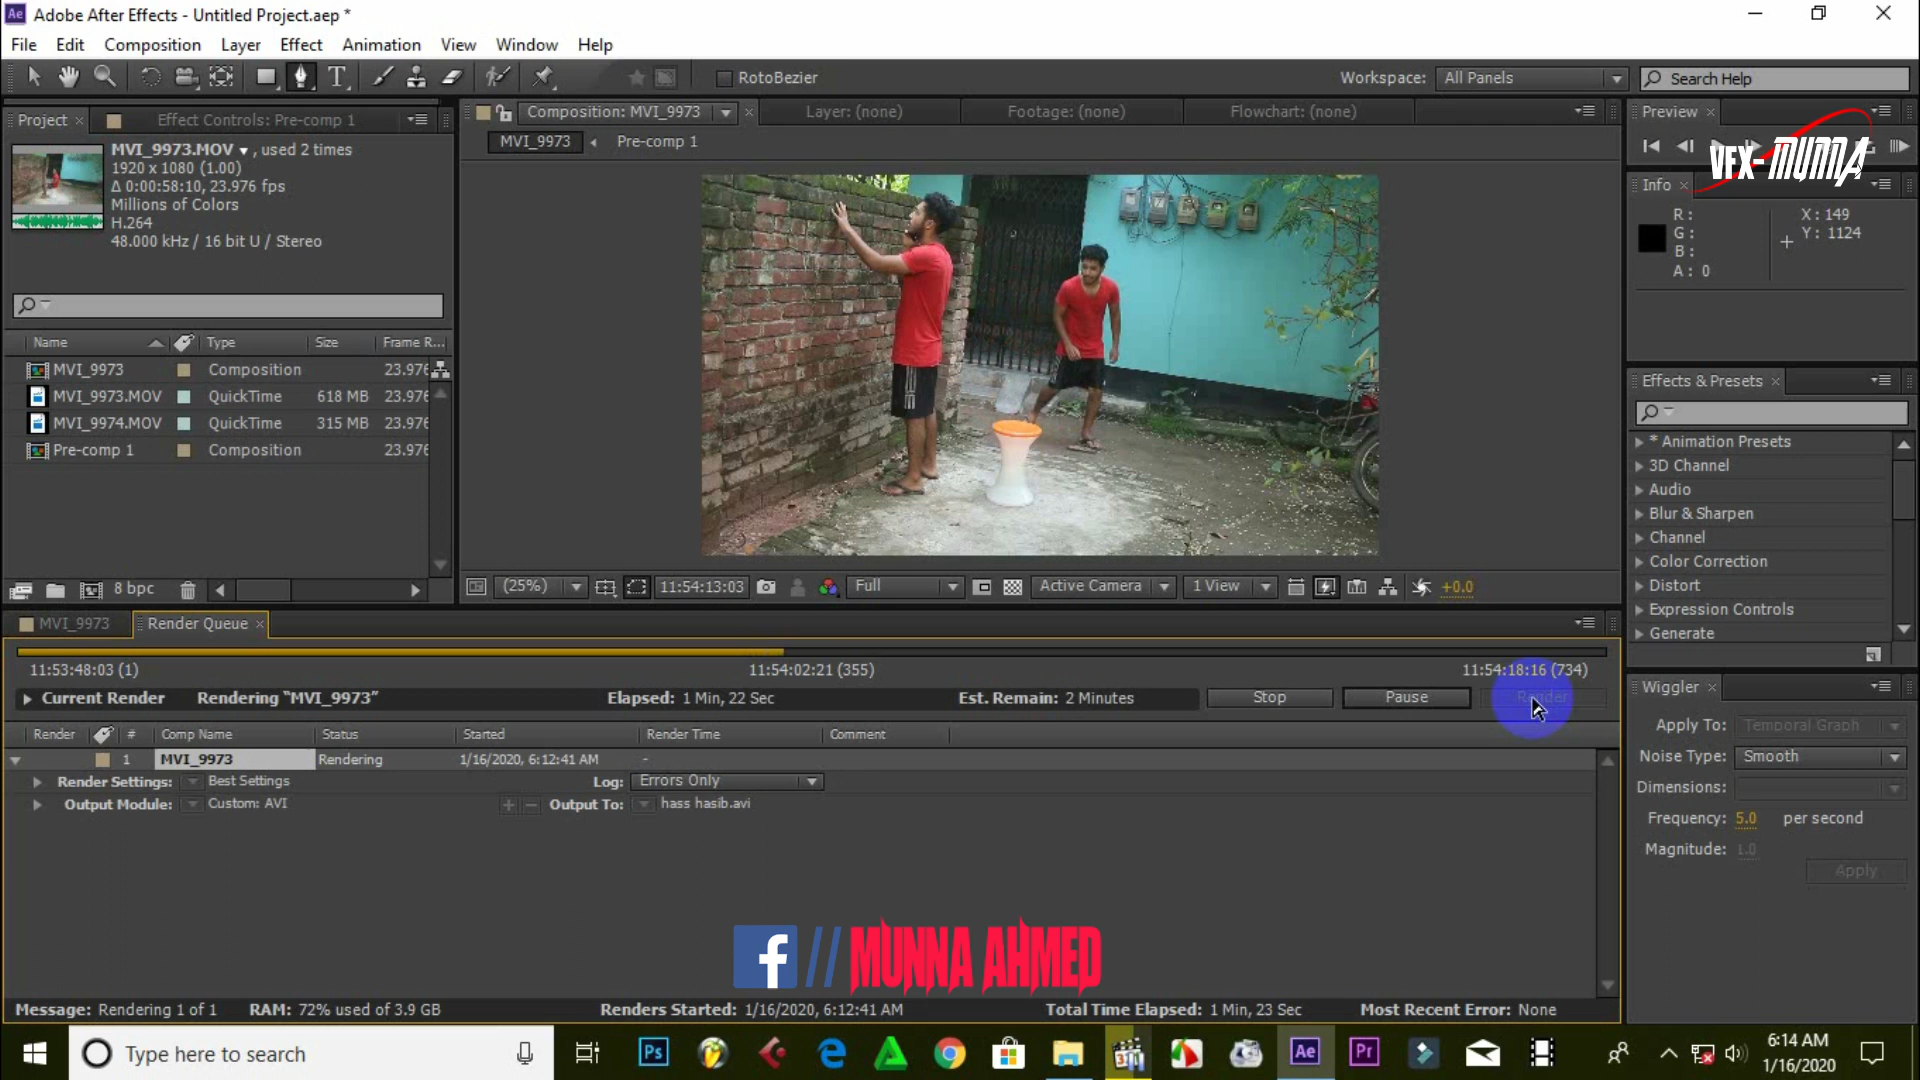 Adobe After Effects - Untitled Project.aep *
File Edit Composition Layer Effect Animation View Window Help
RotoBezier
Workspace: All Panels
Search Help
Project
Effect Controls: Pre-comp 1
MVI_9973.MOV , used 2 times
1920 x 1080 (1.00)
Δ 0:00:58:10, 23.976 fps
Millions of Colors
H.264
48.000 kHz / 16 bit U / Stereo
Name Type Size Frame R...
MVI_9973 Composition 23.976
MVI_9973.MOV QuickTime 618 MB 23.976
MVI_9974.MOV QuickTime 315 MB 23.976
Pre-comp 1 Composition 23.976
8 bpc
Composition: MVI_9973
Layer: (none)
Footage: (none)
Flowchart: (none)
MVI_9973 Pre-comp 1
(25%) 11:54:13:03 Full Active Camera 1 View +0.0
Preview
VFX-MUNNA
Info
R :
G :
B :
A : 0
X : 149
Y : 1124
Effects & Presets
* Animation Presets
3D Channel
Audio
Blur & Sharpen
Channel
Color Correction
Distort
Expression Controls
Generate
Wiggler
Apply To: Temporal Graph
Noise Type: Smooth
Dimensions:
Frequency: 5.0 per second
Magnitude: 1.0
Apply
MVI_9973
Render Queue
11:53:48:03 (1) 11:54:02:21 (355) 11:54:18:16 (734)
Current Render Rendering “MVI_9973” Elapsed: 1 Min, 22 Sec Est. Remain: 2 Minutes Stop Pause Render
Render # Comp Name Status Started Render Time Comment
1 MVI_9973 Rendering 1/16/2020, 6:12:41 AM -
Render Settings: Best Settings Log: Errors Only
Output Module: Custom: AVI + - Output To: hass hasib.avi
f // MUNNA AHMED
Message: Rendering 1 of 1 RAM: 72% used of 3.9 GB Renders Started: 1/16/2020, 6:12:41 AM Total Time Elapsed: 1 Min, 23 Sec Most Recent Error: None
Type here to search
Ps
Ae
Pr
6:14 AM
1/16/2020